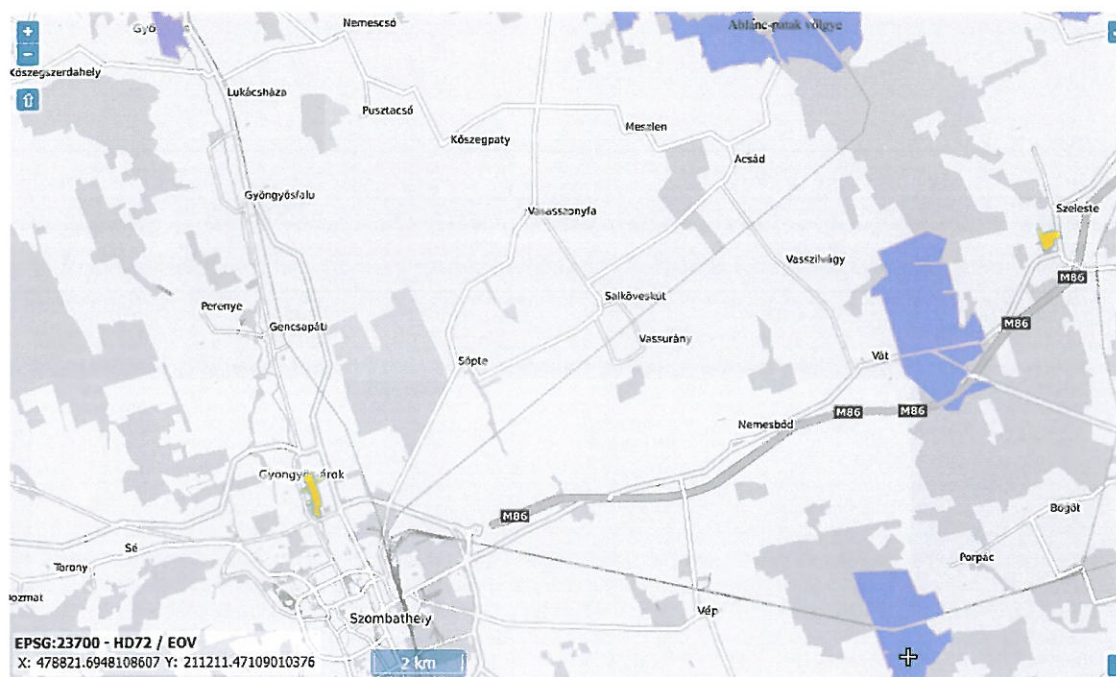 Nemescsó
Ablánc-patak völgye
Kőszegszerdahely
Lukácsháza
Pusztacsó
Kőszegpaty
Meszlen
Acsád
Gyöngyösfalu
Vasasszonyfa
Szeleste
Vasszilvágy
M86
Perenye
Salköveskút
Gencsapáti
M86
Vassurány
Söpte
Vát
M86
M86
Nemesbőd
M86
Bögöt
Sé
Porpác
Torony
Vép
Szombathely
EPSG:23700 - HD72 / EOV
X: 478821.6948108607 Y: 211211.47109010376
2 km